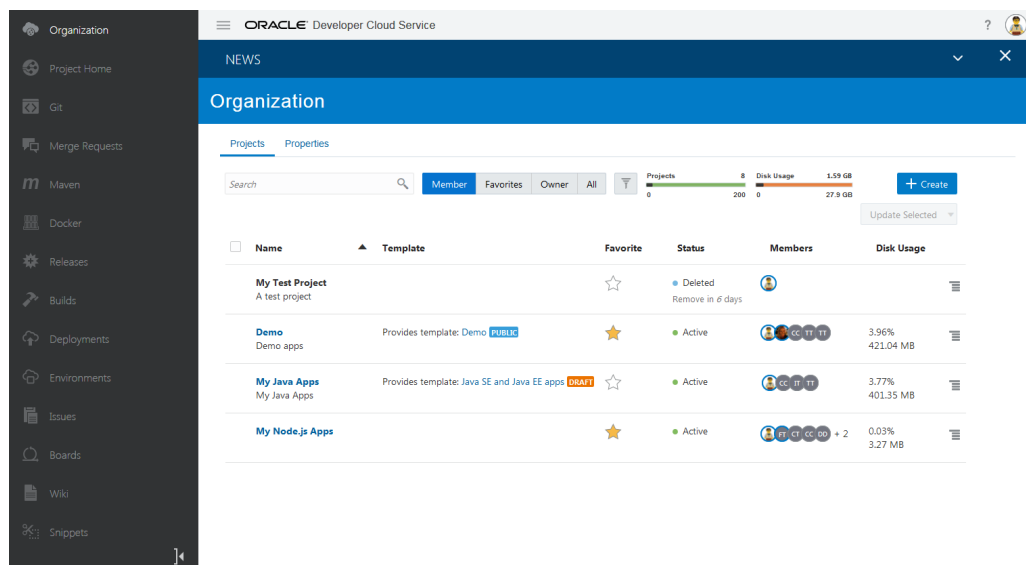 Organization
Project Home
Git
Merge Requests
Maven
Docker
Releases
Builds
Deployments
Environments
Issues
Boards
Wiki
Snippets
ORACLE Developer Cloud Service
?
NEWS
Organization
Projects Properties
Search Member Favorites Owner All
Projects 8
0 200
Disk Usage 1.59 GB
0 27.9 GB
+ Create
Update Selected
Name Template Favorite Status Members Disk Usage
My Test Project Deleted
A test project Remove in 6 days
Demo Provides template: Demo PUBLIC Active CC TT TT 3.96%
Demo apps 421.04 MB
My Java Apps Provides template: Java SE and Java EE apps DRAFT Active CC IT TT 3.77%
My Java Apps 401.35 MB
My Node.js Apps Active FT CT CC DD + 2 0.03%
3.27 MB